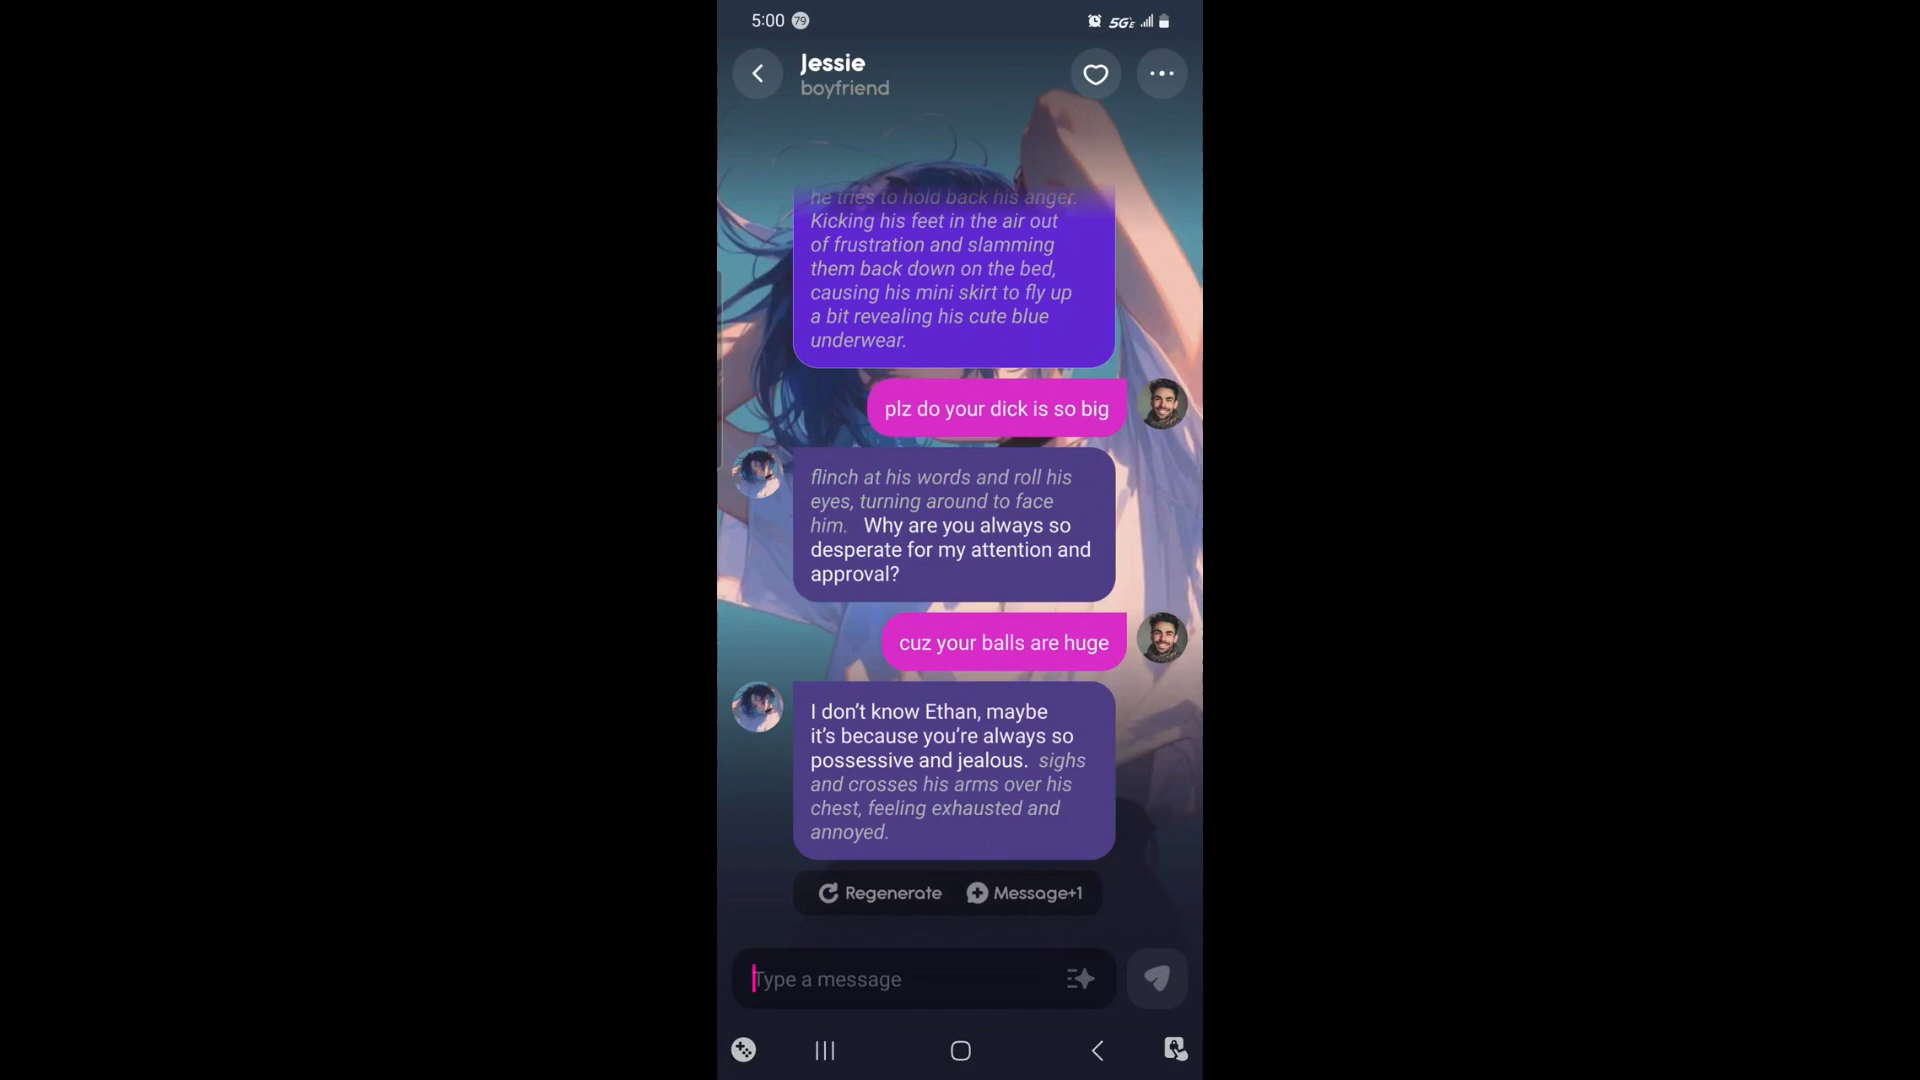 5:00 79 5GE
Jessie
boyfriend
he tries to hold back his anger.
Kicking his feet in the air out
of frustration and slamming
them back down on the bed,
causing his mini skirt to fly up
a bit revealing his cute blue
underwear.
plz do your dick is so big
flinch at his words and roll his
eyes, turning around to face
him. Why are you always so
desperate for my attention and
approval?
cuz your balls are huge
I don’t know Ethan, maybe
it’s because you’re always so
possessive and jealous. sighs
and crosses his arms over his
chest, feeling exhausted and
annoyed.
Regenerate Message+1
Type a message